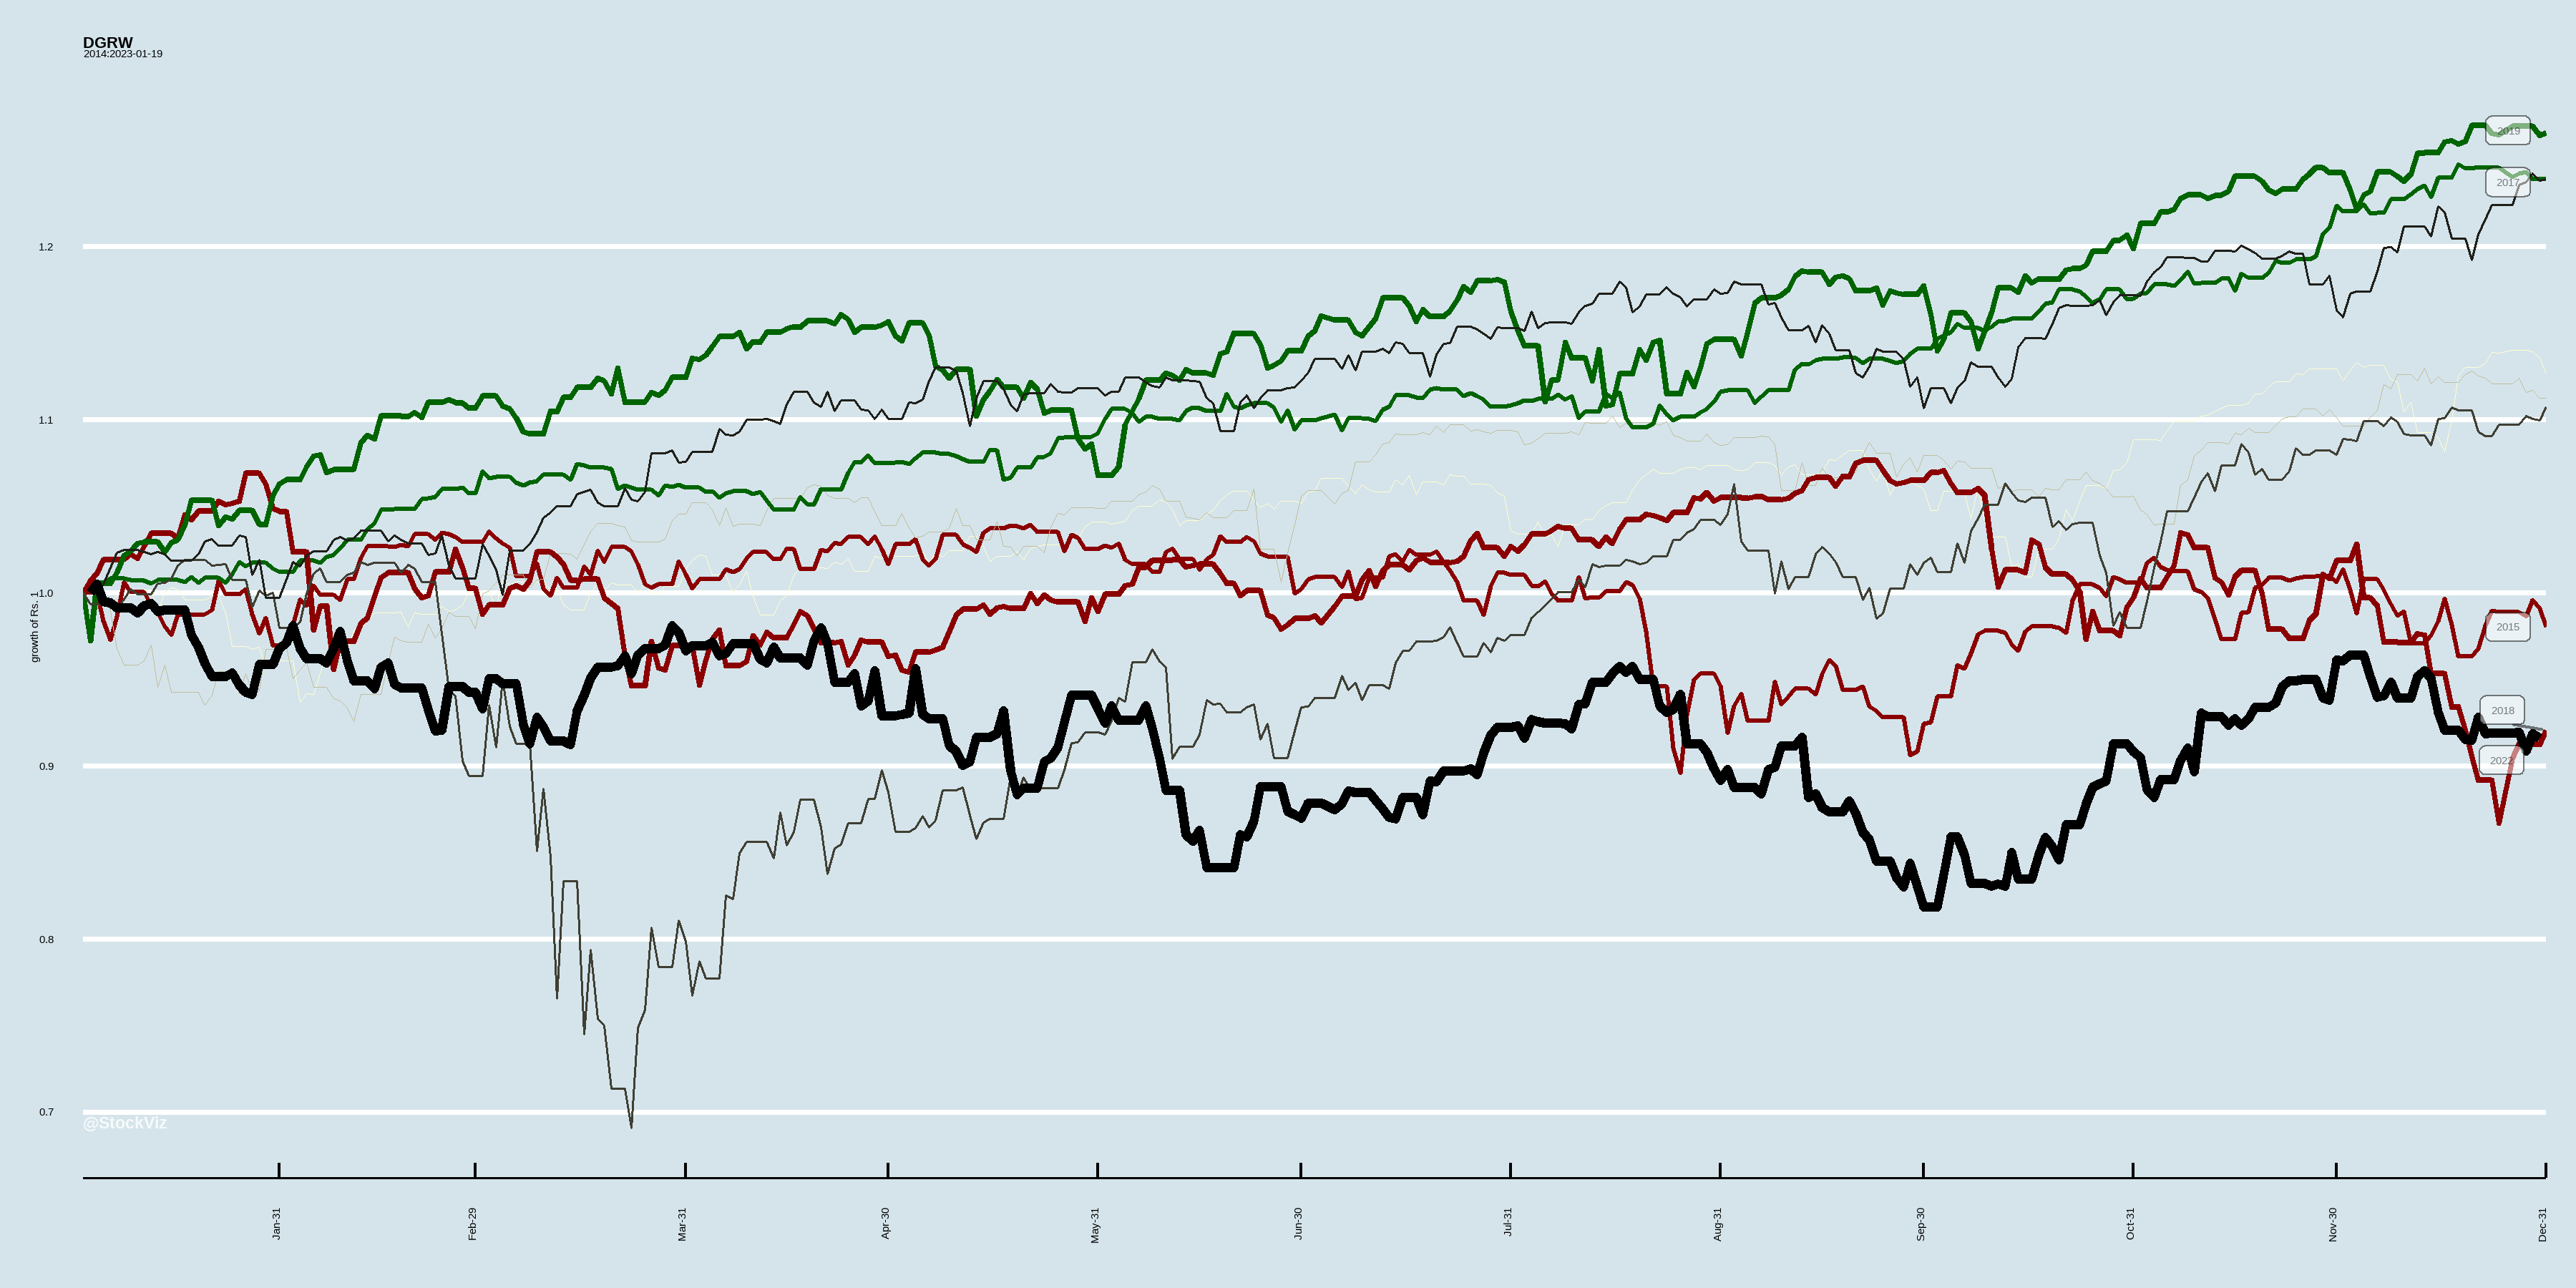 DGRW
2014:2023-01-19
2019
2017
1.2
1.1
1.0
growth of Rs. 1
2015
2018
2022
0.9
0.8
0.7
@StockViz
Jan-31
Feb-29
Mar-31
Apr-30
May-31
Jun-30
Jul-31
Aug-31
Sep-30
Oct-31
Nov-30
Dec-31